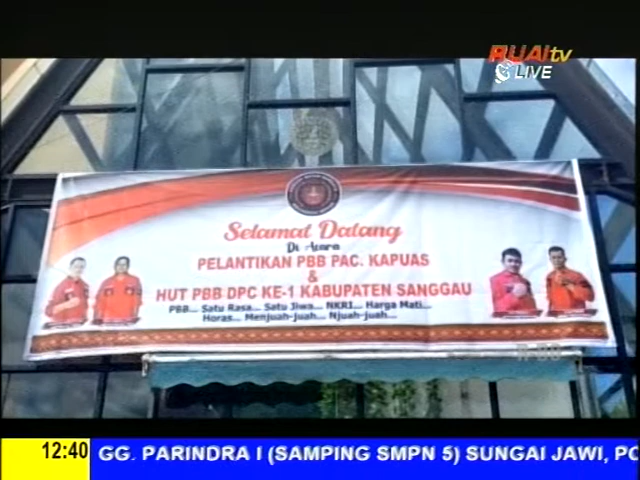 RUAI tv
LIVE
Selamat Datang
Di Acara
PELANTIKAN PBB PAC. KAPUAS
&
HUT PBB DPC KE-1 KABUPATEN SANGGAU
PBB... Satu Rasa... Satu Jiwa... NKRI... Harga Mati...
Horas... Menjuah-juah... Njuah-juah...
12:40 GG. PARINDRA I (SAMPING SMPN 5) SUNGAI JAWI, PO